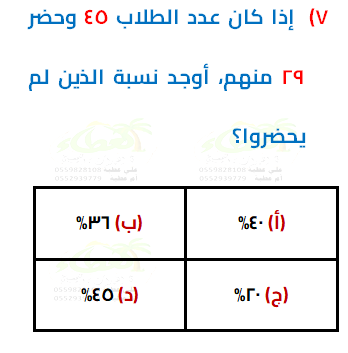 ٧) إذا كان عدد الطلاب ٤٥ وحضر
٢٩ منهم، أوجد نسبة الذين لم
يحضروا؟
(أ) ٤٠%
(ب) ٣٦%
(ج) ٢٠%
(د) ٤٥%